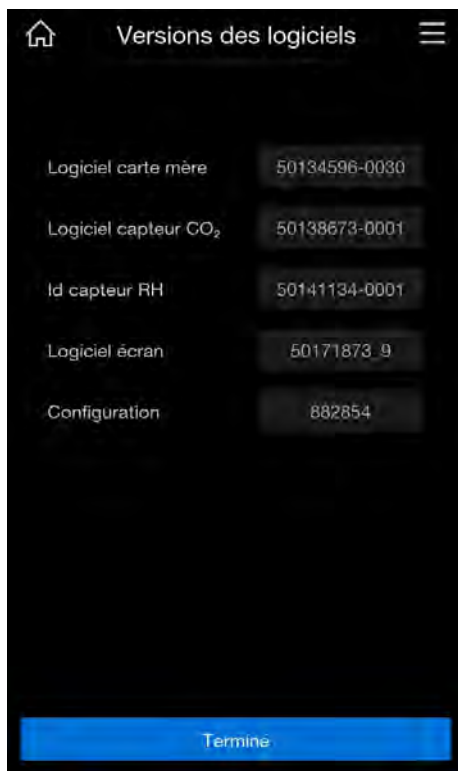 Versions des logiciels
Logiciel carte mère 50134596-0030
Logiciel capteur CO₂ 50138673-0001
Id capteur RH 50141134-0001
Logiciel écran 50171873_9
Configuration 882854
Termine